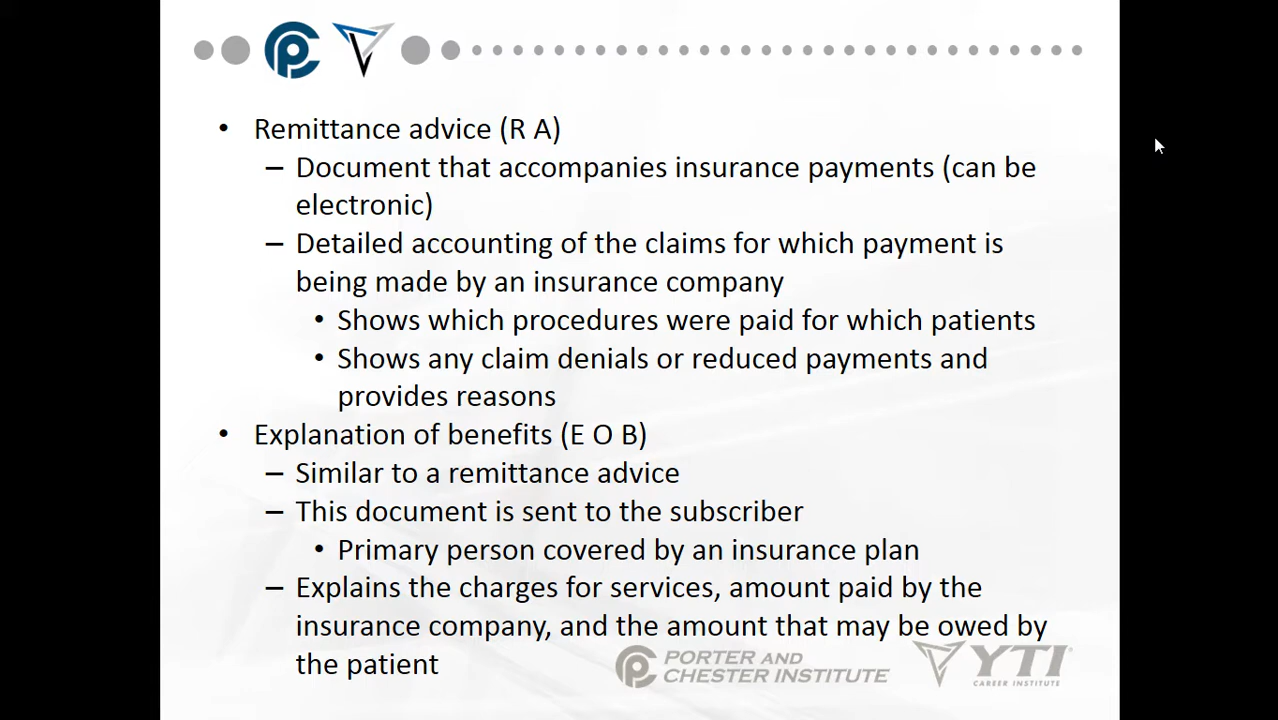 • Remittance advice (R A)
– Document that accompanies insurance payments (can be
electronic)
– Detailed accounting of the claims for which payment is
being made by an insurance company
• Shows which procedures were paid for which patients
• Shows any claim denials or reduced payments and
provides reasons
• Explanation of benefits (E O B)
– Similar to a remittance advice
– This document is sent to the subscriber
• Primary person covered by an insurance plan
– Explains the charges for services, amount paid by the
insurance company, and the amount that may be owed by
the patient
PORTER AND
CHESTER INSTITUTE
YTI
CAREER INSTITUTE